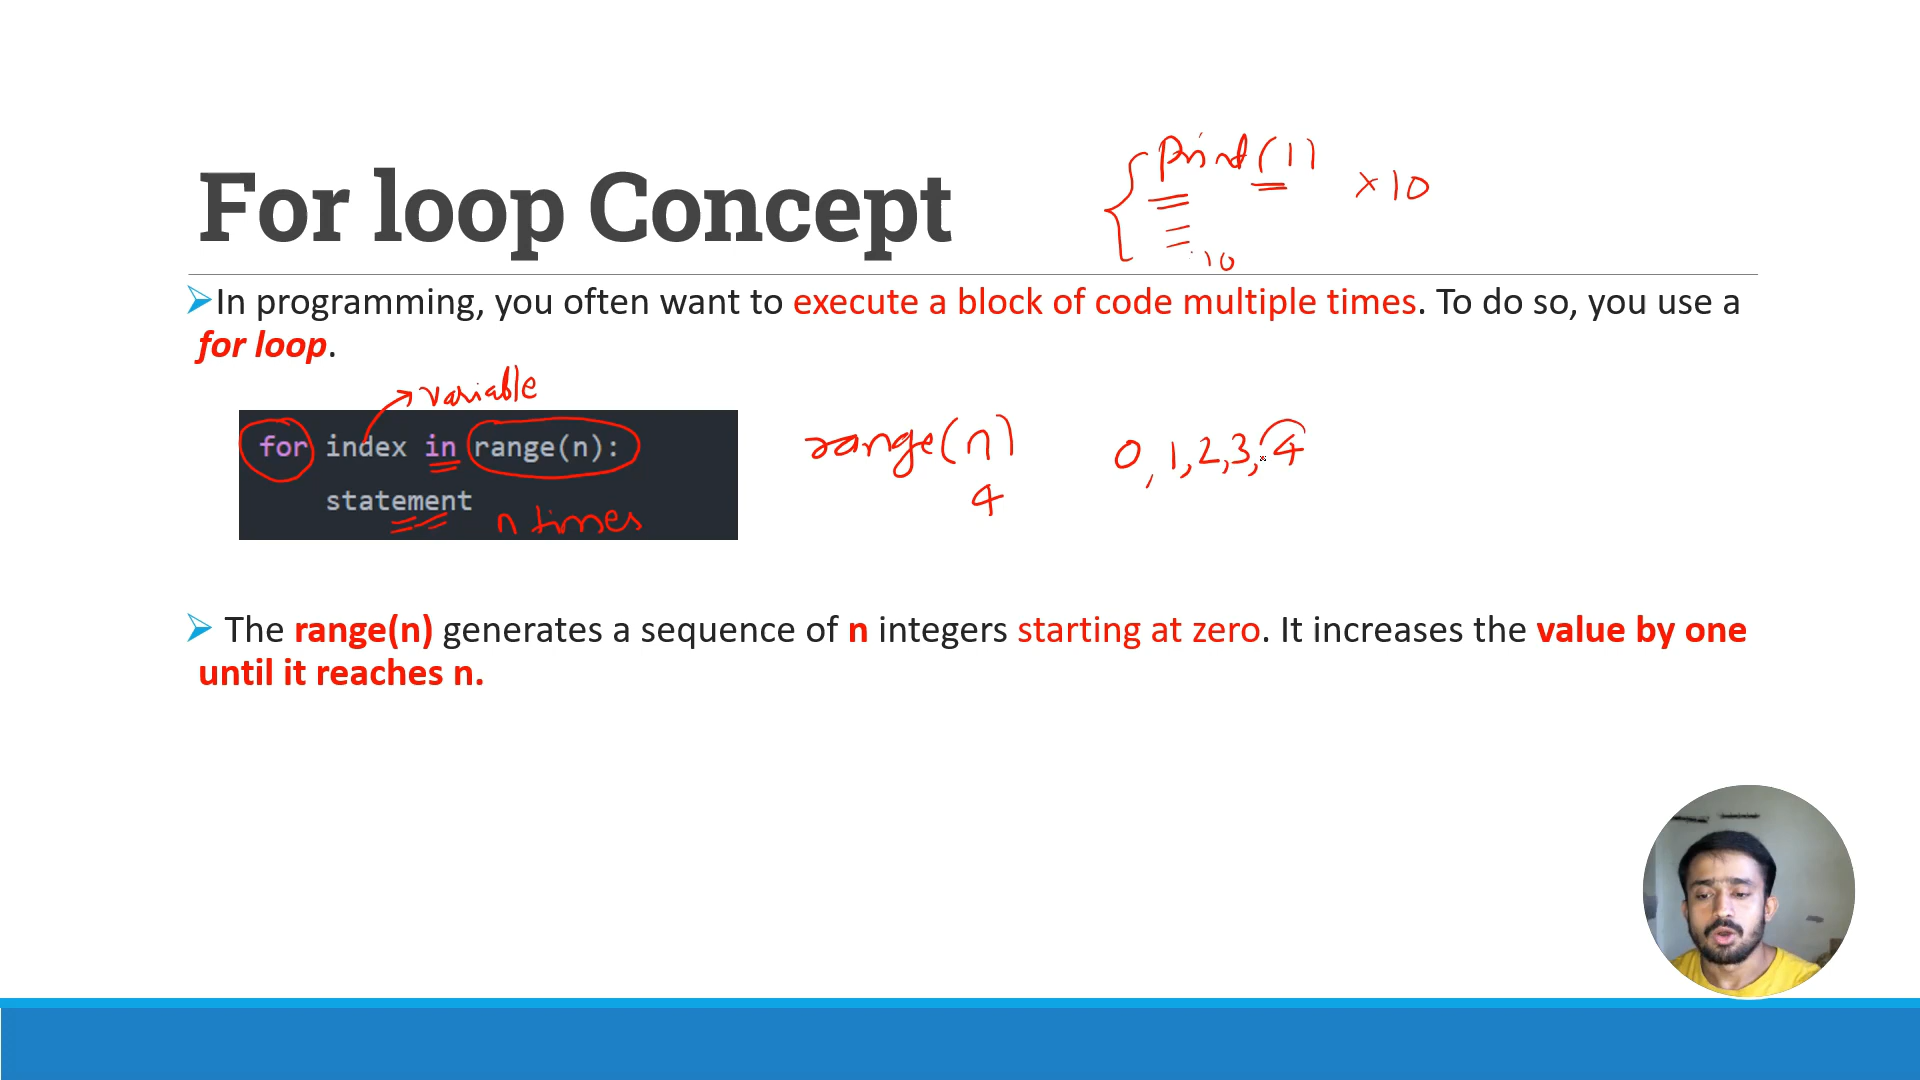 print(1)
× 10
10
For loop Concept
In programming, you often want to execute a block of code multiple times. To do so, you use a
for loop.
variable
for index in range(n):
statement
n times
range(n)
4
0, 1, 2, 3, 4
The range(n) generates a sequence of n integers starting at zero. It increases the value by one
until it reaches n.